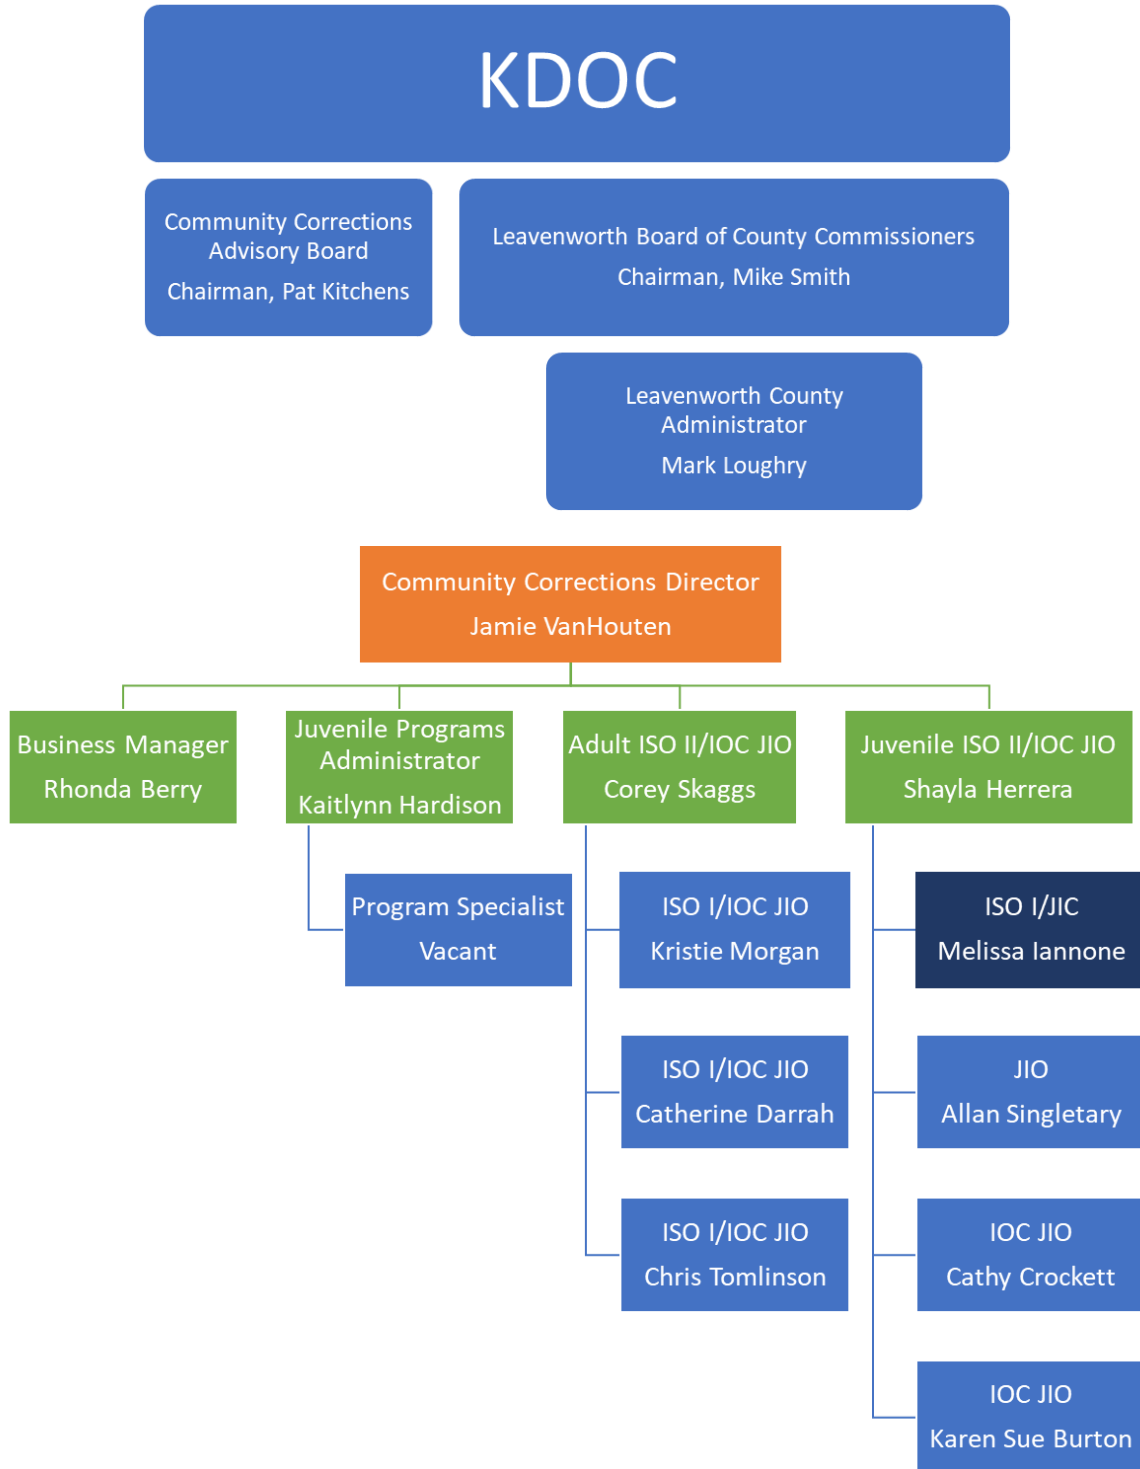 KDOC
Community Corrections
Advisory Board
Chairman, Pat Kitchens
Leavenworth Board of County Commissioners
Chairman, Mike Smith
Leavenworth County
Administrator
Mark Loughry
Community Corrections Director
Jamie VanHouten
Business Manager
Rhonda Berry
Juvenile Programs
Administrator
Kaitlynn Hardison
Adult ISO II/IOC JIO
Corey Skaggs
Juvenile ISO II/IOC JIO
Shayla Herrera
Program Specialist
Vacant
ISO I/IOC JIO
Kristie Morgan
ISO I/JIC
Melissa Iannone
ISO I/IOC JIO
Catherine Darrah
JIO
Allan Singletary
ISO I/IOC JIO
Chris Tomlinson
IOC JIO
Cathy Crockett
IOC JIO
Karen Sue Burton